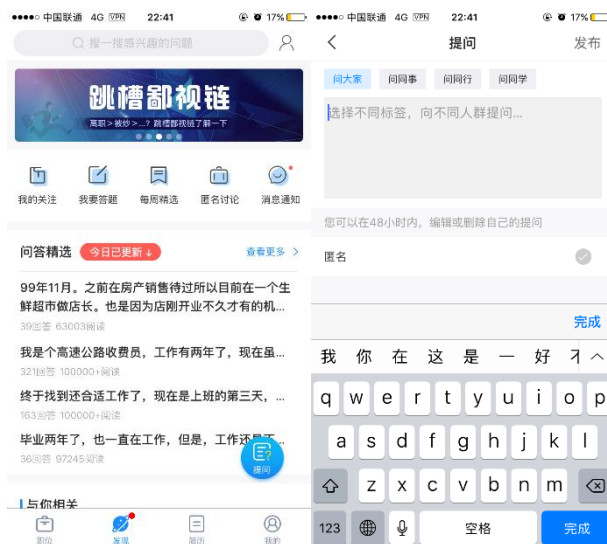 中国联通 4G VPN 22:41 17%
搜一搜感兴趣的问题
跳槽鄙视链
离职>被炒>...? 跳槽鄙视链了解一下
我的关注 我要答题 每周精选 匿名讨论 消息通知
问答精选 今日已更新↓ 查看更多 >
99年11月。之前在房产销售待过所以目前在一个生
鲜超市做店长。也是因为店刚开业不久才有的机...
39回答 63003阅读
我是个高速公路收费员，工作有两年了，现在虽...
321回答 100000+阅读
终于找到还合适工作了，现在是上班的第三天，...
163回答 100000+阅读
毕业两年了，也一直在工作，但是，工作还是不...
36回答 97245阅读
提问
与你相关
职位 发现 简历 我的
中国联通 4G VPN 22:41 17%
提问 发布
问大家 问同事 问同行 问同学
选择不同标签，向不同人群提问...
您可以在48小时内，编辑或删除自己的提问
匿名
完成
我 你 在 这 是 一 好 不
q w e r t y u i o p
a s d f g h j k l
z x c v b n m
123 空格 完成